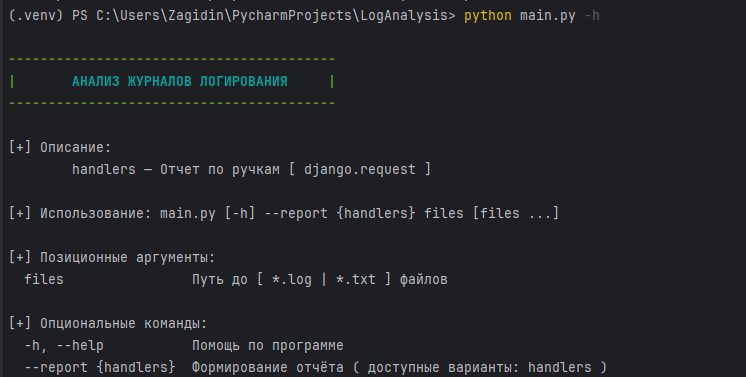 (.venv) PS C:\Users\Zagidin\PycharmProjects\LogAnalysis> python main.py -h
-----------------------------------------
|       АНАЛИЗ ЖУРНАЛОВ ЛОГИРОВАНИЯ     |
-----------------------------------------
[+] Описание:
        handlers — Отчет по ручкам [ django.request ]
[+] Использование: main.py [-h] --report {handlers} files [files ...]
[+] Позиционные аргументы:
  files                Путь до [ *.log | *.txt ] файлов
[+] Опциональные команды:
  -h, --help           Помощь по программе
  --report {handlers}  Формирование отчёта ( доступные варианты: handlers )